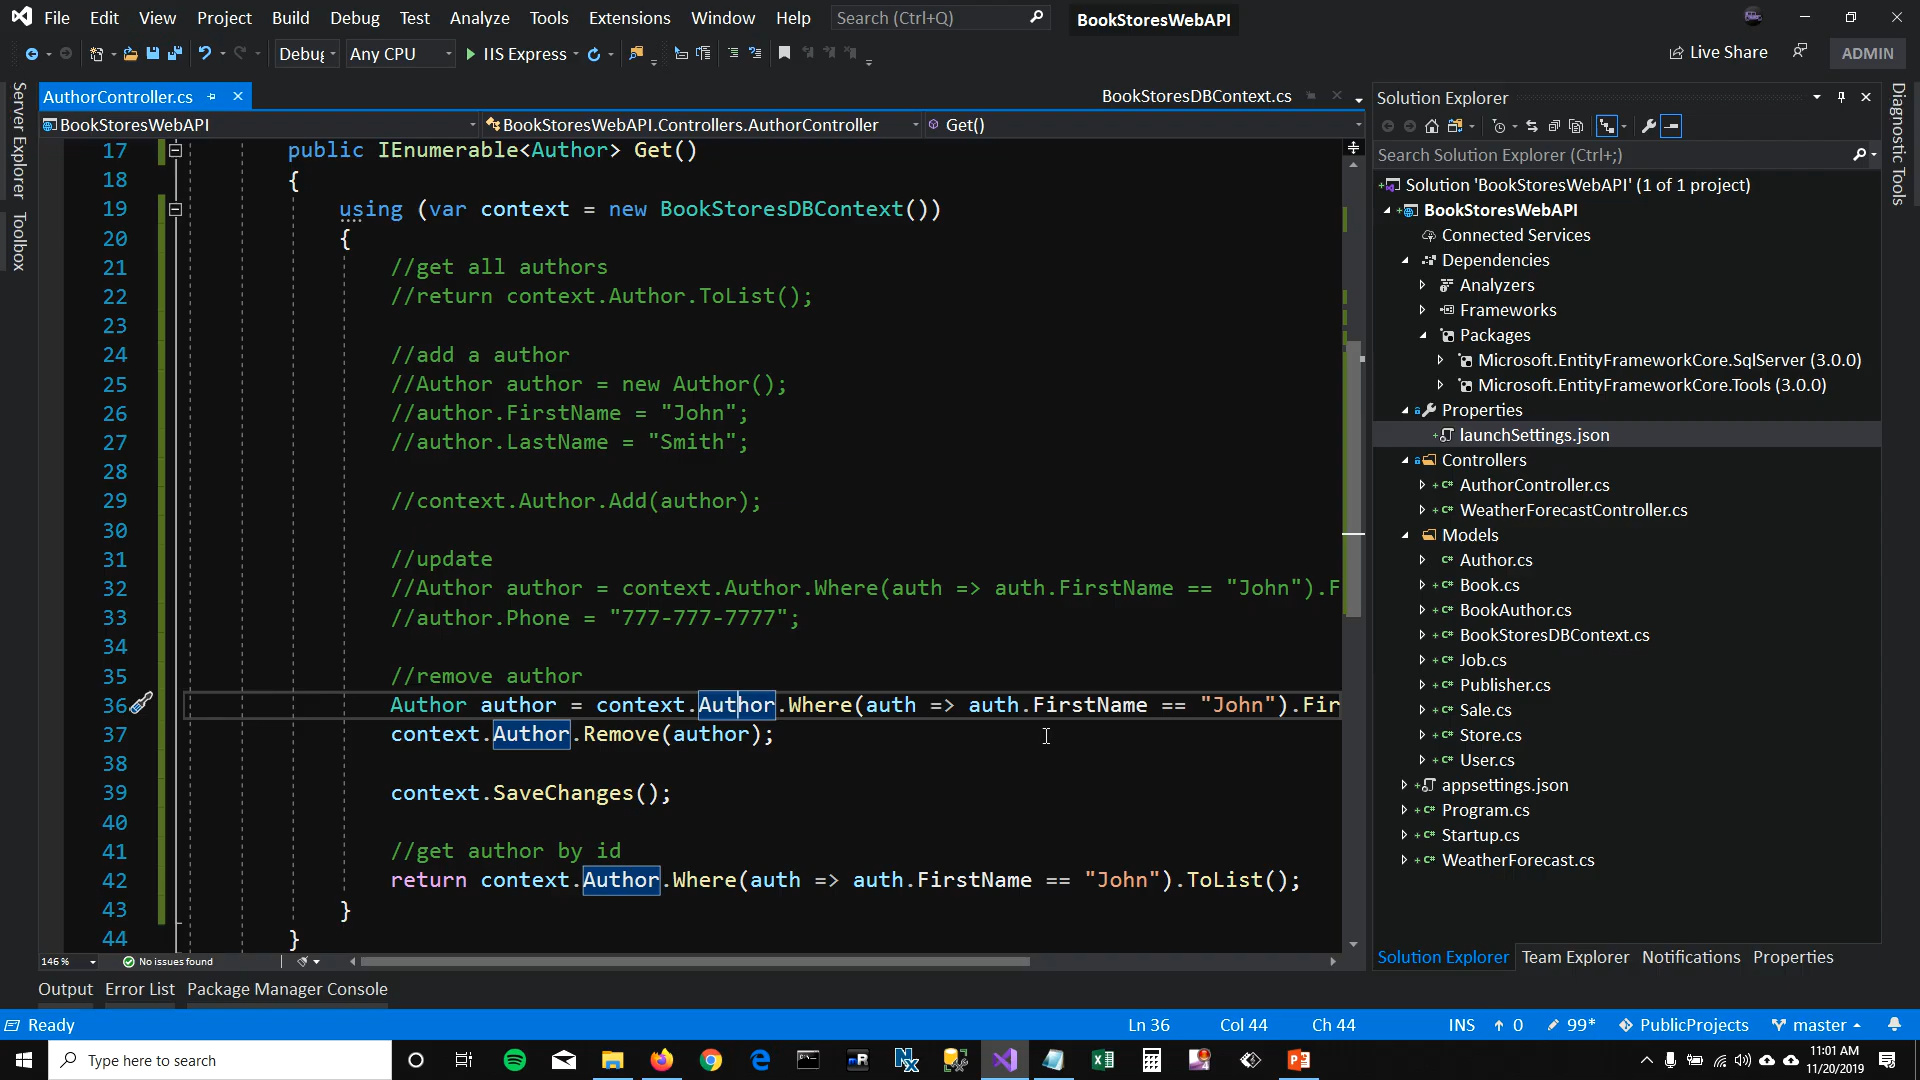 File Edit View Project Build Debug Test Analyze Tools Extensions Window Help Search (Ctrl+Q) BookStoresWebAPI
Debug Any CPU IIS Express Live Share ADMIN
Server Explorer
Toolbox
AuthorController.cs BookStoresDBContext.cs
BookStoresWebAPI BookStoresWebAPI.Controllers.AuthorController Get()
17 public IEnumerable<Author> Get()
18 {
19 using (var context = new BookStoresDBContext())
20 {
21 //get all authors
22 //return context.Author.ToList();
23
24 //add a author
25 //Author author = new Author();
26 //author.FirstName = "John";
27 //author.LastName = "Smith";
28
29 //context.Author.Add(author);
30
31 //update
32 //Author author = context.Author.Where(auth => auth.FirstName == "John").F
33 //author.Phone = "777-777-7777";
34
35 //remove author
36 Author author = context.Author.Where(auth => auth.FirstName == "John").Fir
37 context.Author.Remove(author);
38
39 context.SaveChanges();
40
41 //get author by id
42 return context.Author.Where(auth => auth.FirstName == "John").ToList();
43 }
44 }
146 % No issues found
Output Error List Package Manager Console
Solution Explorer
Search Solution Explorer (Ctrl+;)
Solution 'BookStoresWebAPI' (1 of 1 project)
BookStoresWebAPI
Connected Services
Dependencies
Analyzers
Frameworks
Packages
Microsoft.EntityFrameworkCore.SqlServer (3.0.0)
Microsoft.EntityFrameworkCore.Tools (3.0.0)
Properties
launchSettings.json
Controllers
AuthorController.cs
WeatherForecastController.cs
Models
Author.cs
Book.cs
BookAuthor.cs
BookStoresDBContext.cs
Job.cs
Publisher.cs
Sale.cs
Store.cs
User.cs
appsettings.json
Program.cs
Startup.cs
WeatherForecast.cs
Solution Explorer Team Explorer Notifications Properties
Diagnostic Tools
Ready Ln 36 Col 44 Ch 44 INS 0 99* PublicProjects master
Type here to search
11:01 AM
11/20/2019